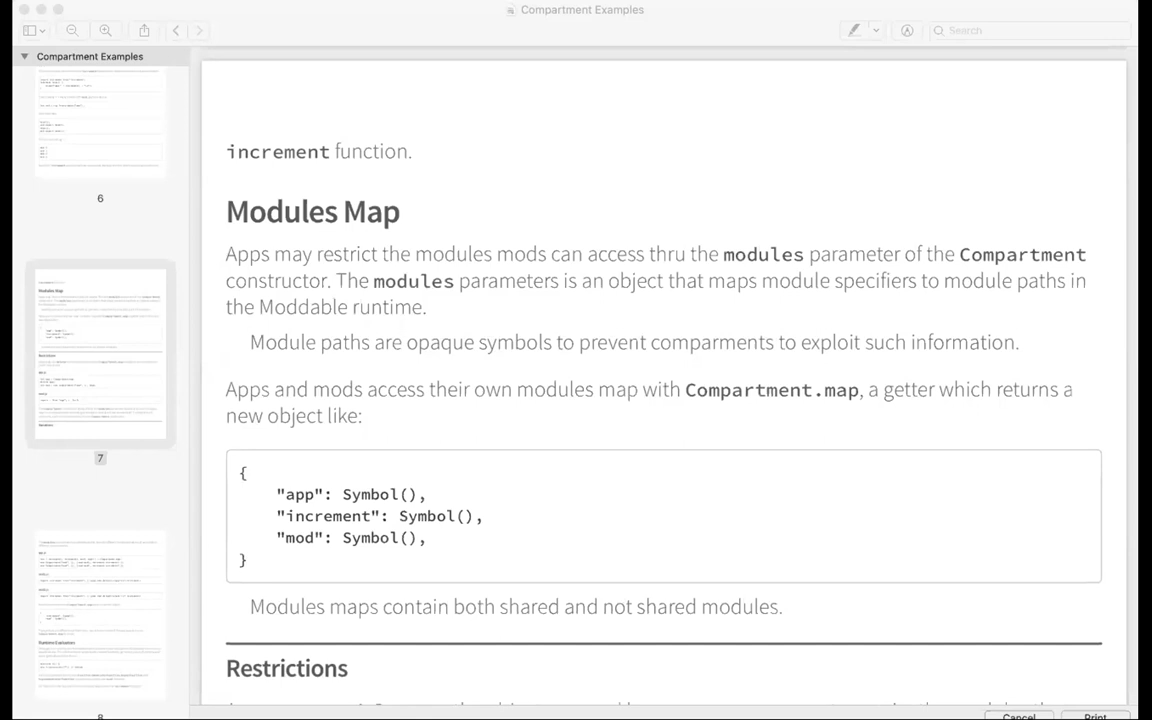 Compartment Examples
Search
Compartment Examples
6
7
8
increment function.
Modules Map
Apps may restrict the modules mods can access thru the modules parameter of the Compartment
constructor. The modules parameters is an object that maps module specifiers to module paths in
the Moddable runtime.
Module paths are opaque symbols to prevent comparments to exploit such information.
Apps and mods access their own modules map with Compartment.map, a getter which returns a
new object like:
{
"app": Symbol(),
"increment": Symbol(),
"mod": Symbol(),
}
Modules maps contain both shared and not shared modules.
Restrictions
Cancel
Print